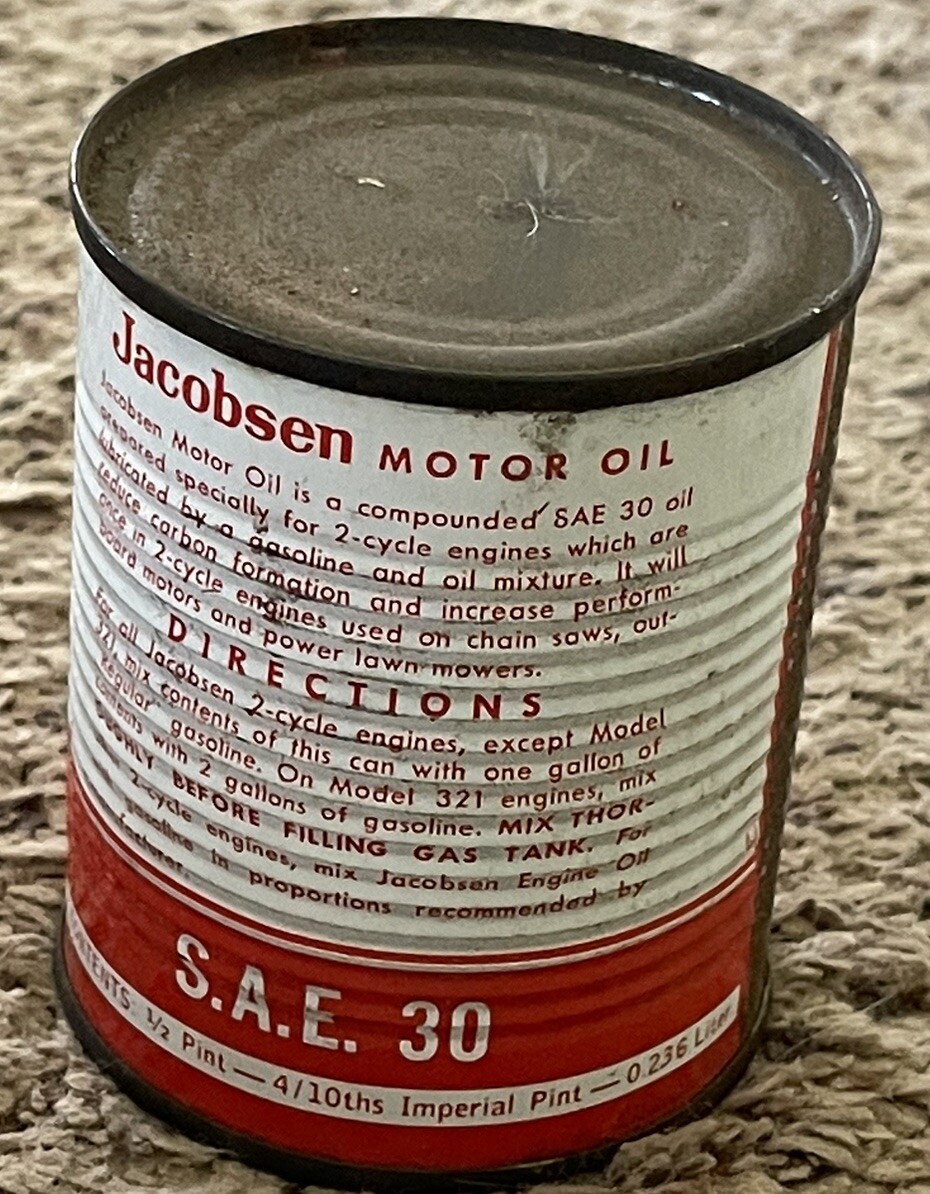 Jacobsen MOTOR OIL
Jacobsen Motor Oil is a compounded SAE 30 oil
prepared specially for 2-cycle engines which are
lubricated by a gasoline and oil mixture. It will
reduce carbon formation and increase perform-
ance in 2-cycle engines used on chain saws, out-
board motors and power lawn mowers.
DIRECTIONS
For all Jacobsen 2-cycle engines, except Model
321, mix contents of this can with one gallon of
"Regular" gasoline. On Model 321 engines, mix
contents with 2 gallons of gasoline. MIX THOR-
OUGHLY BEFORE FILLING GAS TANK. For
2-cycle engines, mix Jacobsen Engine Oil
gasoline in proportions recommended by
facturer.
S.A.E. 30
CONTENTS: 1/2 Pint — 4/10ths Imperial Pint — 0.236 Liter